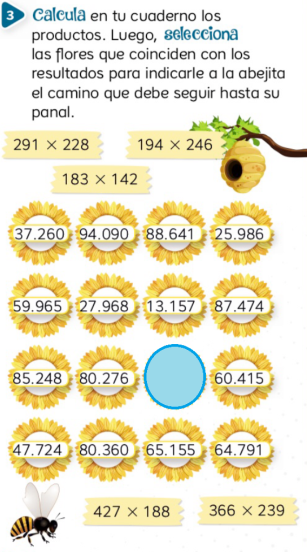 3 Calcula en tu cuaderno los
productos. Luego, selecciona
las flores que coinciden con los
resultados para indicarle a la abejita
el camino que debe seguir hasta su
panal.
291 × 228 194 × 246
183 × 142
37.260 94.090 88.641 25.986
59.965 27.968 13.157 87.474
85.248 80.276 60.415
47.724 80.360 65.155 64.791
427 × 188 366 × 239